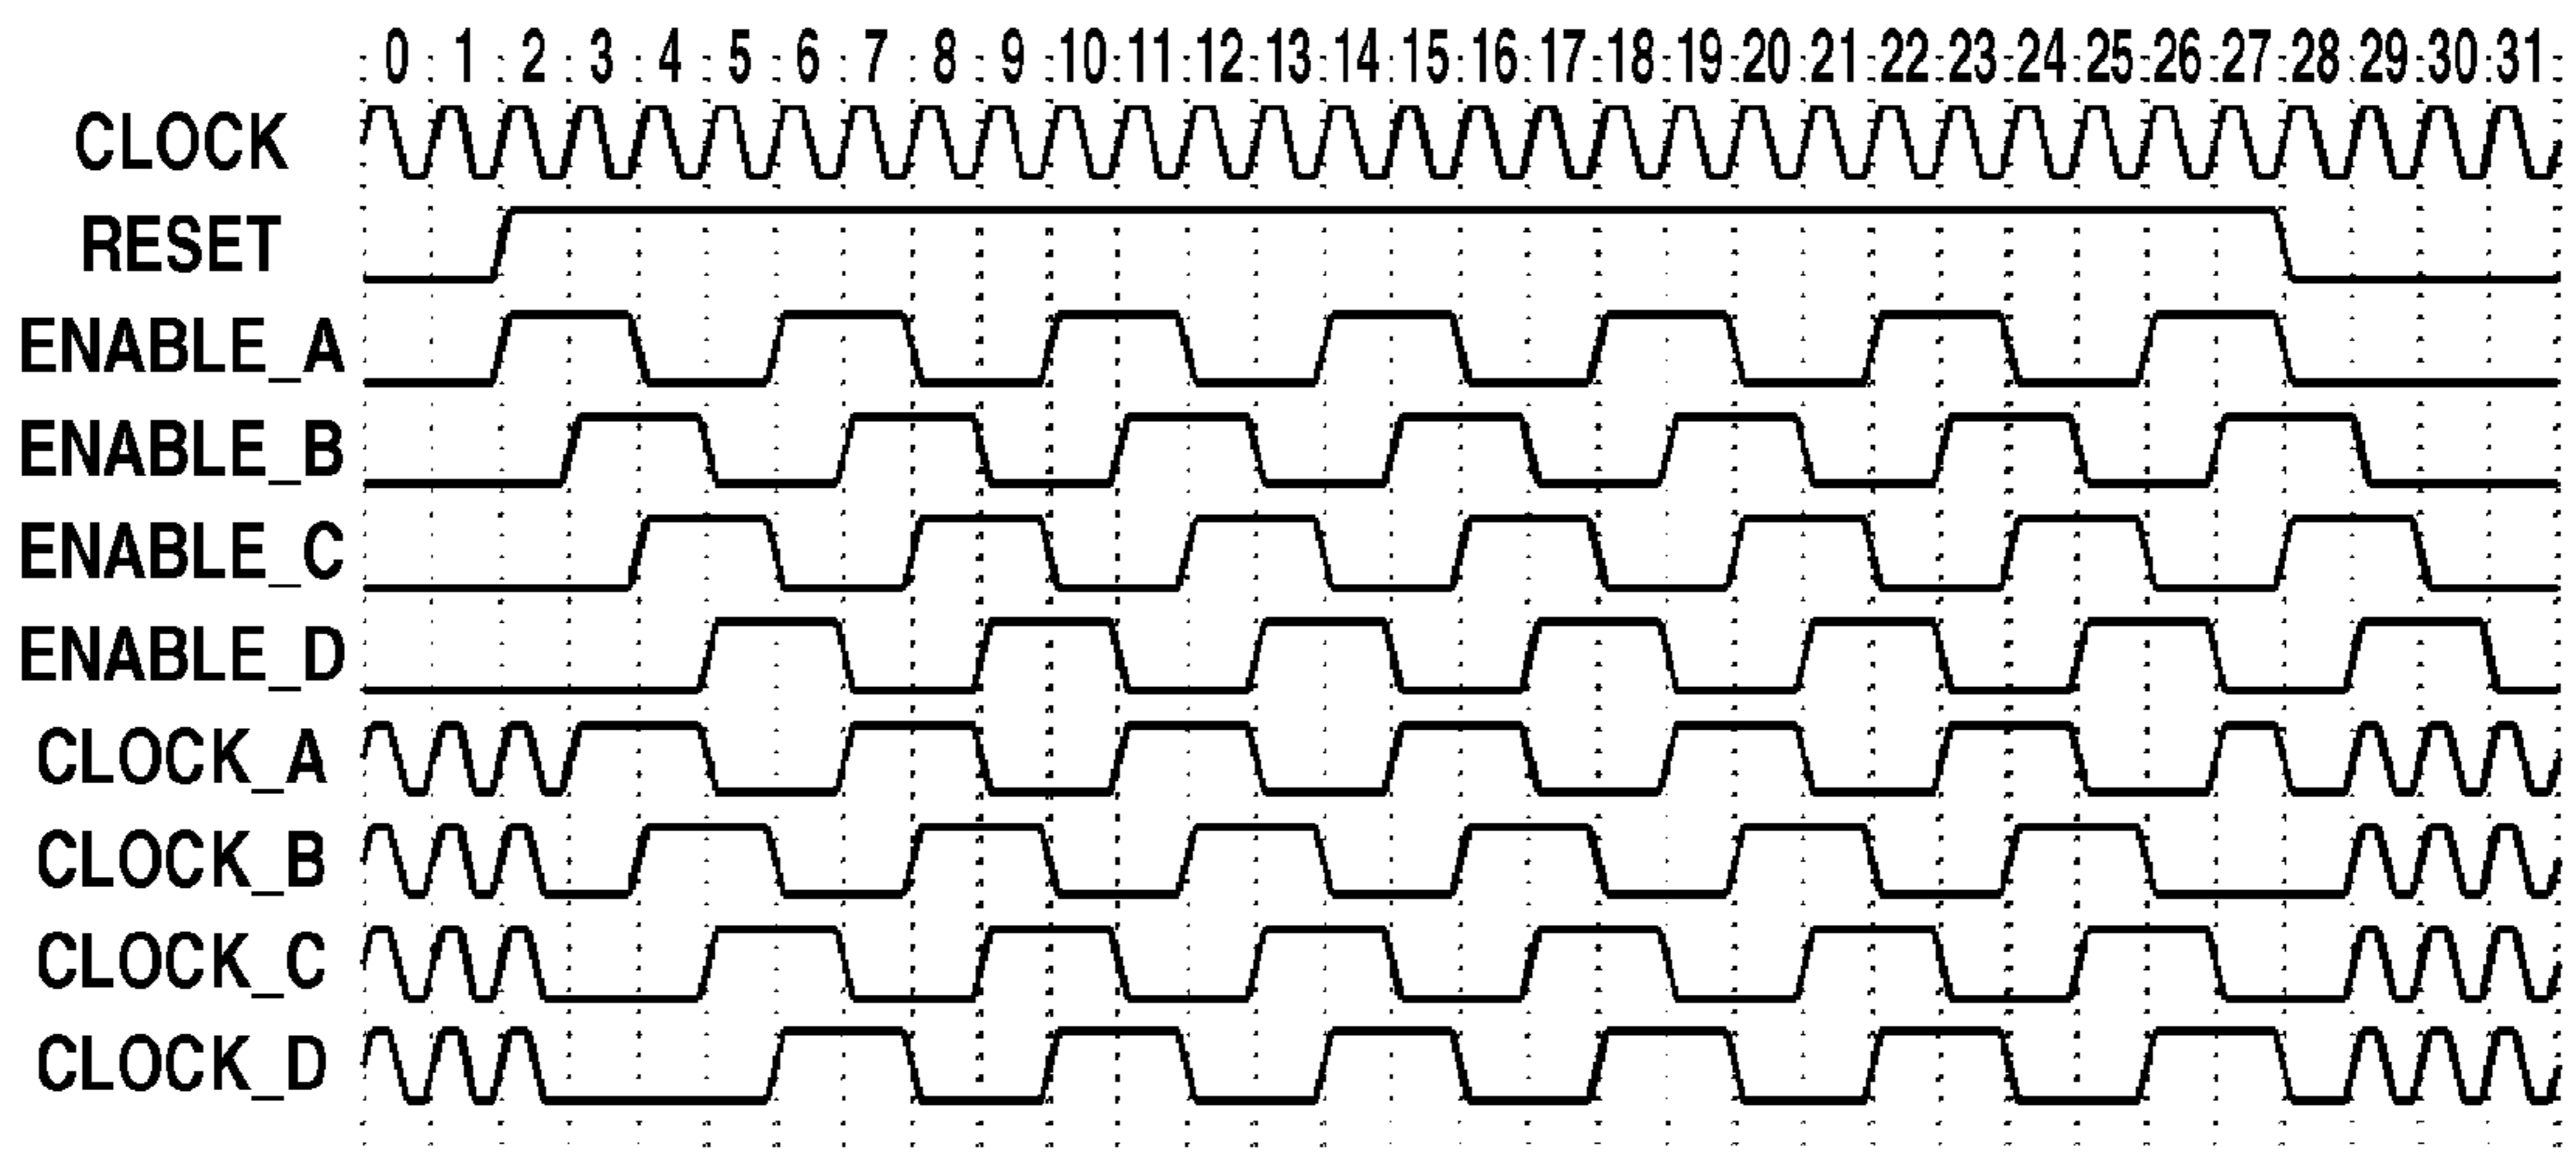 0 1 2 3 4 5 6 7 8 9 10 11 12 13 14 15 16 17 18 19 20 21 22 23 24 25 26 27 28 29 30 31
CLOCK
RESET
ENABLE_A
ENABLE_B
ENABLE_C
ENABLE_D
CLOCK_A
CLOCK_B
CLOCK_C
CLOCK_D